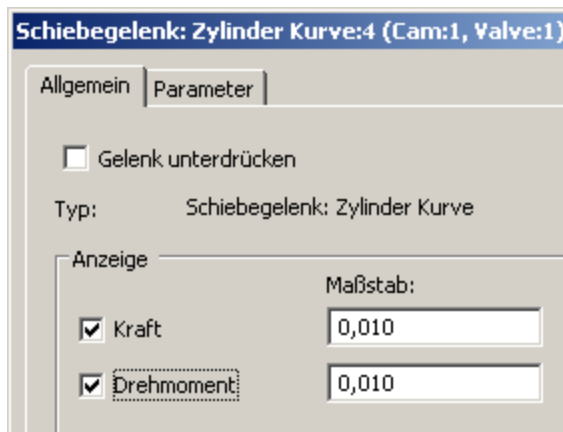 Schiebegelenk: Zylinder Kurve:4 (Cam:1, Valve:1)
Allgemein Parameter
Gelenk unterdrücken
Typ: Schiebegelenk: Zylinder Kurve
Anzeige
Maßstab:
Kraft 0,010
Drehmoment 0,010